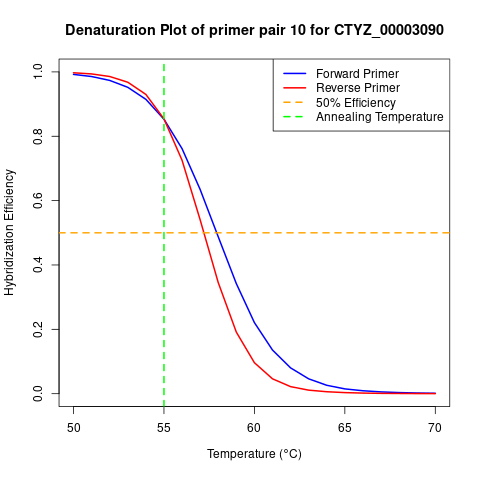 Denaturation Plot of primer pair 10 for CTYZ_00003090
Forward Primer
Reverse Primer
50% Efficiency
Annealing Temperature
Hybridization Efficiency
1.0
0.8
0.6
0.4
0.2
0.0
50 55 60 65 70
Temperature (°C)